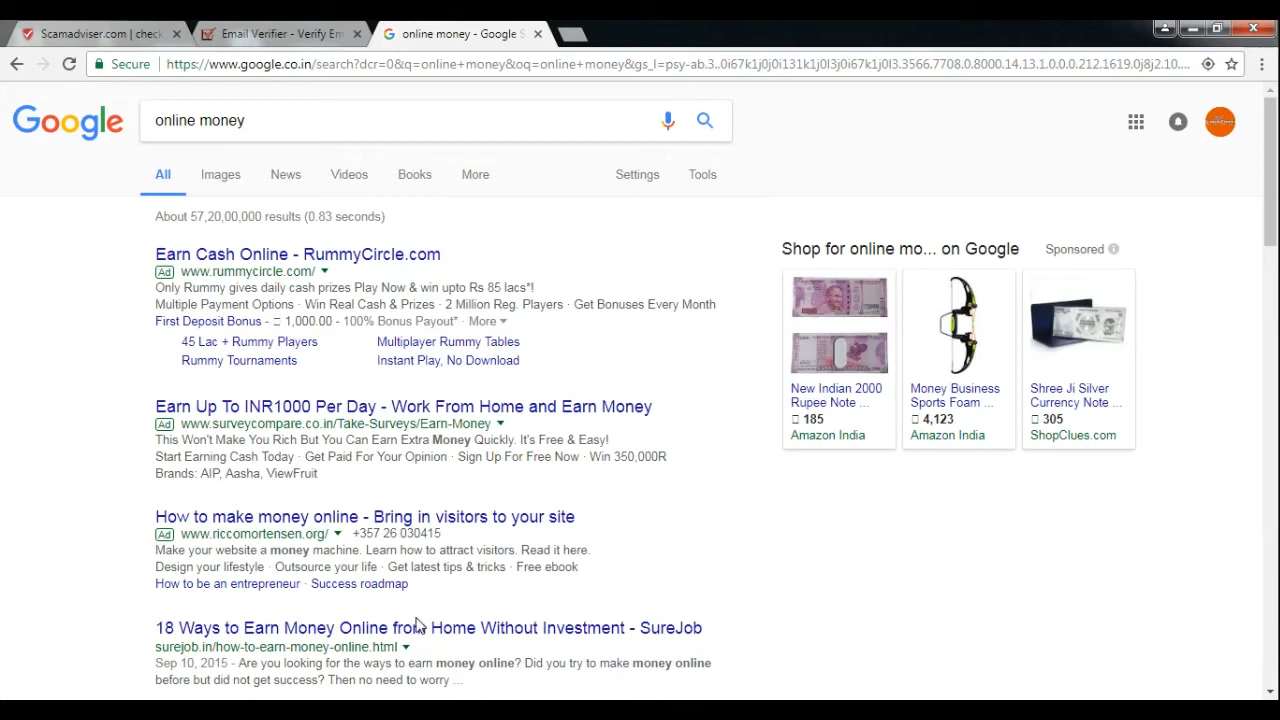 Scamadviser.com | check
Email Verifier - Verify Em
online money - Google S
Secure
https://www.google.co.in/search?dcr=0&q=online+money&oq=online+money&gs_l=psy-ab.3..0i67k1j0j0i131k1j0l3j0i67k1j0l3.3566.7708.0.8000.14.13.1.0.0.0.212.1619.0j8j2.10....
Google
online money
All
Images
News
Videos
Books
More
Settings
Tools
About 57,20,00,000 results (0.83 seconds)
Earn Cash Online - RummyCircle.com
Ad www.rummycircle.com/
Only Rummy gives daily cash prizes Play Now & win upto Rs 85 lacs*!
Multiple Payment Options · Win Real Cash & Prizes · 2 Million Reg. Players · Get Bonuses Every Month
First Deposit Bonus - 1,000.00 - 100% Bonus Payout* · More
45 Lac + Rummy Players
Multiplayer Rummy Tables
Rummy Tournaments
Instant Play, No Download
Earn Up To INR1000 Per Day - Work From Home and Earn Money
Ad www.surveycompare.co.in/Take-Surveys/Earn-Money
This Won't Make You Rich But You Can Earn Extra Money Quickly. It's Free & Easy!
Start Earning Cash Today · Get Paid For Your Opinion · Sign Up For Free Now · Win 350,000R
Brands: AIP, Aasha, ViewFruit
How to make money online - Bring in visitors to your site
Ad www.riccomortensen.org/ +357 26 030415
Make your website a money machine. Learn how to attract visitors. Read it here.
Design your lifestyle · Outsource your life · Get latest tips & tricks · Free ebook
How to be an entrepreneur · Success roadmap
18 Ways to Earn Money Online from Home Without Investment - SureJob
surejob.in/how-to-earn-money-online.html
Sep 10, 2015 - Are you looking for the ways to earn money online? Did you try to make money online
before but did not get success? Then no need to worry ...
Shop for online mo... on Google
Sponsored
New Indian 2000
Rupee Note ...
185
Amazon India
Money Business
Sports Foam ...
4,123
Amazon India
Shree Ji Silver
Currency Note ...
305
ShopClues.com